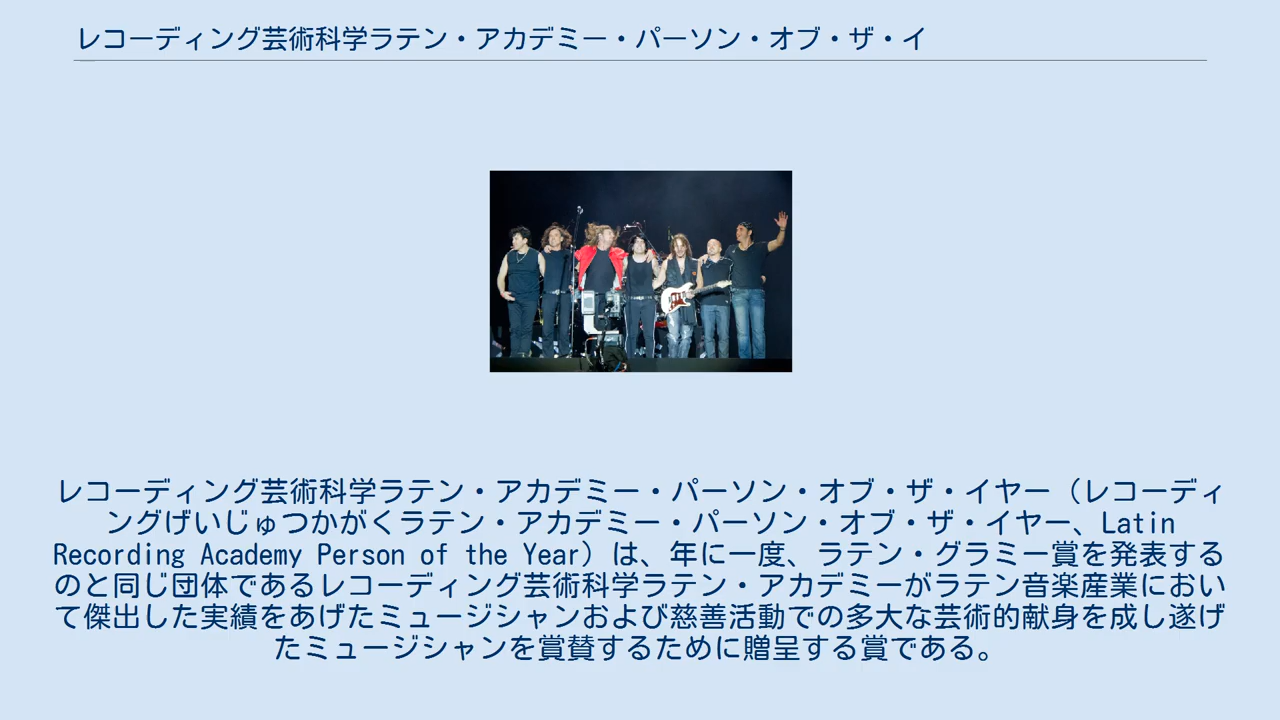 レコーディング芸術科学ラテン・アカデミー・パーソン・オブ・ザ・イ
レコーディング芸術科学ラテン・アカデミー・パーソン・オブ・ザ・イヤー（レコーディ
ングげいじゅつかがくラテン・アカデミー・パーソン・オブ・ザ・イヤー、Latin
Recording Academy Person of the Year）は、年に一度、ラテン・グラミー賞を発表する
のと同じ団体であるレコーディング芸術科学ラテン・アカデミーがラテン音楽産業におい
て傑出した実績をあげたミュージシャンおよび慈善活動での多大な芸術的献身を成し遂げ
たミュージシャンを賞賛するために贈呈する賞である。